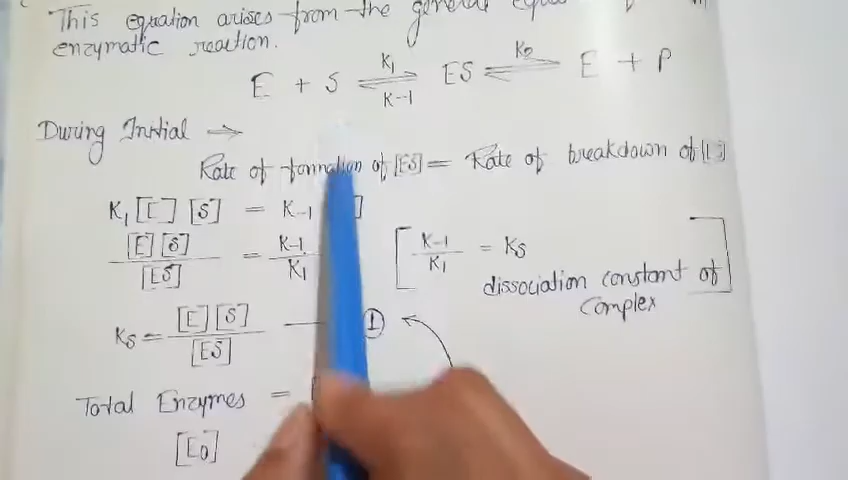 This equation arises from the general
enzymatic reaction.
E + S ⇌ ES ⇌ E + P
K1 K-1 K2
During Initial →
Rate of formation of [ES] = Rate of breakdown of
K1 [E] [S] = K-1
[E] [S] / [ES] = K-1 / K1
[ K-1 / K1 = KS
dissociation constant of
complex ]
KS = [E] [S] / [ES] — 1
Total Enzymes =
[E0]